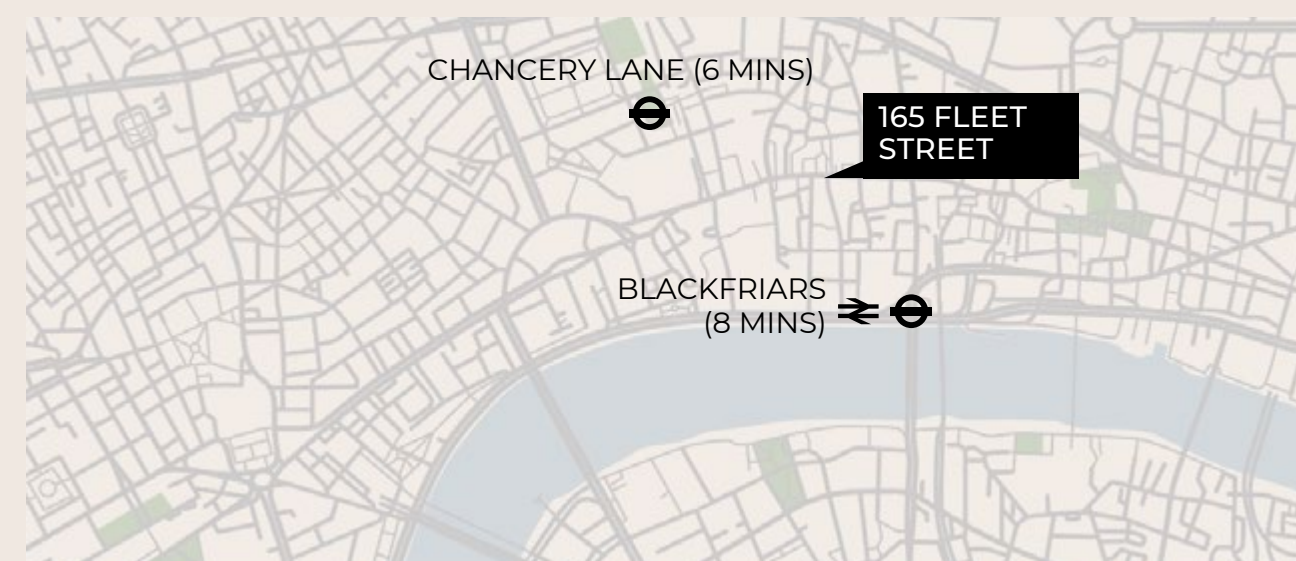 CHANCERY LANE (6 MINS)
165 FLEET
STREET
BLACKFRIARS
(8 MINS)